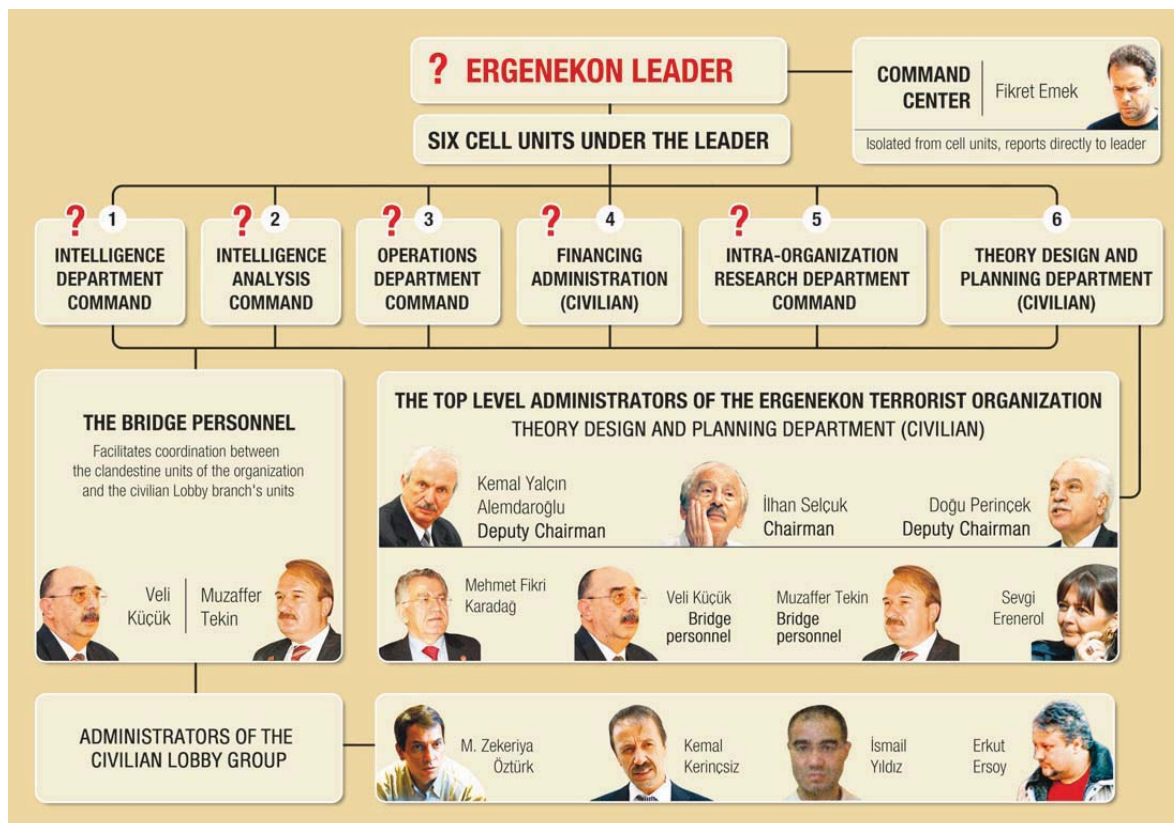 ? ERGENEKON LEADER
COMMAND
CENTER
Fikret Emek
Isolated from cell units, reports directly to leader
SIX CELL UNITS UNDER THE LEADER
? 1
INTELLIGENCE
DEPARTMENT
COMMAND
? 2
INTELLIGENCE
ANALYSIS
COMMAND
? 3
OPERATIONS
DEPARTMENT
COMMAND
? 4
FINANCING
ADMINISTRATION
(CIVILIAN)
? 5
INTRA-ORGANIZATION
RESEARCH DEPARTMENT
COMMAND
6
THEORY DESIGN AND
PLANNING DEPARTMENT
(CIVILIAN)
THE BRIDGE PERSONNEL
Facilitates coordination between
the clandestine units of the organization
and the civilian Lobby branch's units
Veli
Küçük
Muzaffer
Tekin
THE TOP LEVEL ADMINISTRATORS OF THE ERGENEKON TERRORIST ORGANIZATION
THEORY DESIGN AND PLANNING DEPARTMENT (CIVILIAN)
Kemal Yalçın
Alemdaroğlu
Deputy Chairman
İlhan Selçuk
Chairman
Doğu Perinçek
Deputy Chairman
Mehmet Fikri
Karadağ
Veli Küçük
Bridge
personnel
Muzaffer Tekin
Bridge
personnel
Sevgi
Erenerol
ADMINISTRATORS OF THE
CIVILIAN LOBBY GROUP
M. Zekeriya
Öztürk
Kemal
Kerinçsiz
İsmail
Yıldız
Erkut
Ersoy